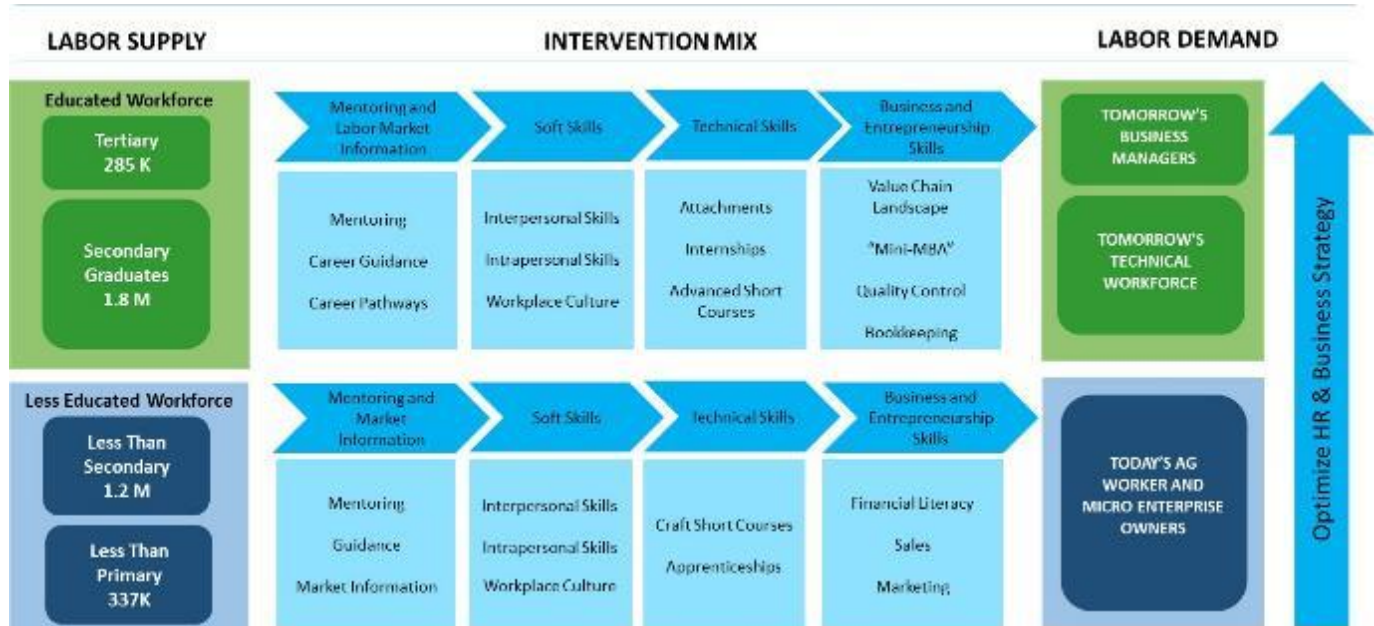 LABOR SUPPLY
INTERVENTION MIX
LABOR DEMAND
Educated Workforce
Tertiary
285 K
Secondary
Graduates
1.8 M
Mentoring and
Labor Market
Information
Soft Skills
Technical Skills
Business and
Entrepreneurship
Skills
Mentoring
Career Guidance
Career Pathways
Interpersonal Skills
Intrapersonal Skills
Workplace Culture
Attachments
Internships
Advanced Short
Courses
Value Chain
Landscape
"Mini-MBA"
Quality Control
Bookkeeping
TOMORROW'S
BUSINESS
MANAGERS
TOMORROW'S
TECHNICAL
WORKFORCE
Less Educated Workforce
Less Than
Secondary
1.2 M
Less Than
Primary
337K
Mentoring and
Market
Information
Soft Skills
Technical Skills
Business and
Entrepreneurship
Skills
Mentoring
Guidance
Market Information
Interpersonal Skills
Intrapersonal Skills
Workplace Culture
Craft Short Courses
Apprenticeships
Financial Literacy
Sales
Marketing
TODAY'S AG
WORKER AND
MICRO ENTERPRISE
OWNERS
Optimize HR & Business Strategy